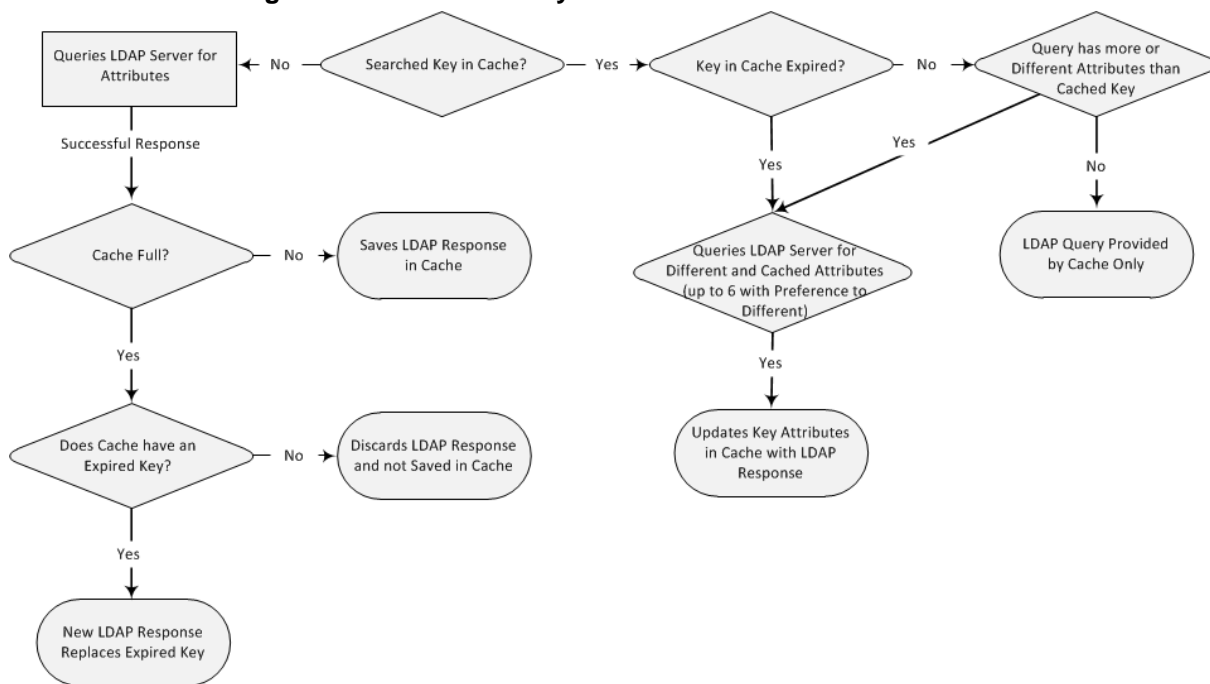 Queries LDAP Server for
Attributes
No
Searched Key in Cache?
Yes
Key in Cache Expired?
No
Query has more or
Different Attributes than
Cached Key
Successful Response
Yes
Yes
No
Cache Full?
No
Saves LDAP Response
in Cache
Queries LDAP Server for
Different and Cached Attributes
(up to 6 with Preference to
Different)
LDAP Query Provided
by Cache Only
Yes
Yes
Does Cache have an
Expired Key?
No
Discards LDAP Response
and not Saved in Cache
Updates Key Attributes
in Cache with LDAP
Response
Yes
New LDAP Response
Replaces Expired Key